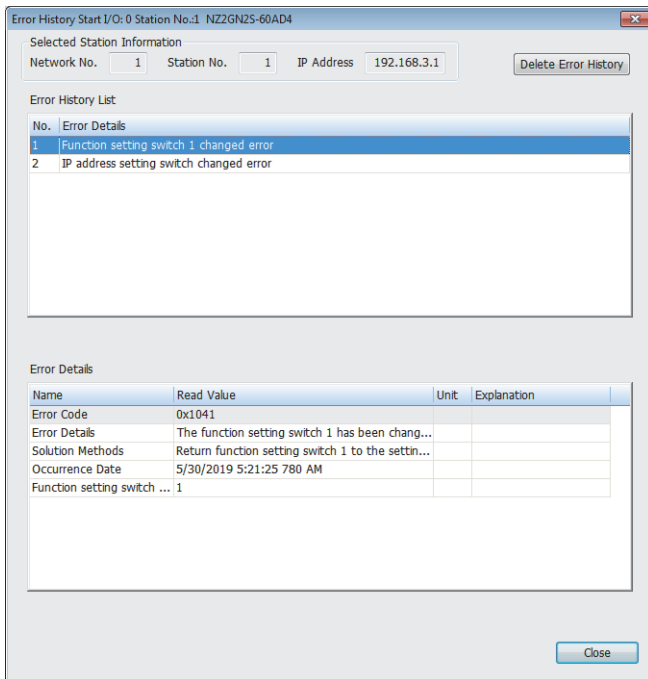 Error History Start I/O: 0 Station No.:1 NZ2GN2S-60AD4
Selected Station Information
Network No. 1 Station No. 1 IP Address 192.168.3.1 Delete Error History
Error History List
No. Error Details
1 Function setting switch 1 changed error
2 IP address setting switch changed error
Error Details
Name Read Value Unit Explanation
Error Code 0x1041
Error Details The function setting switch 1 has been chang...
Solution Methods Return function setting switch 1 to the settin...
Occurrence Date 5/30/2019 5:21:25 780 AM
Function setting switch ... 1
Close